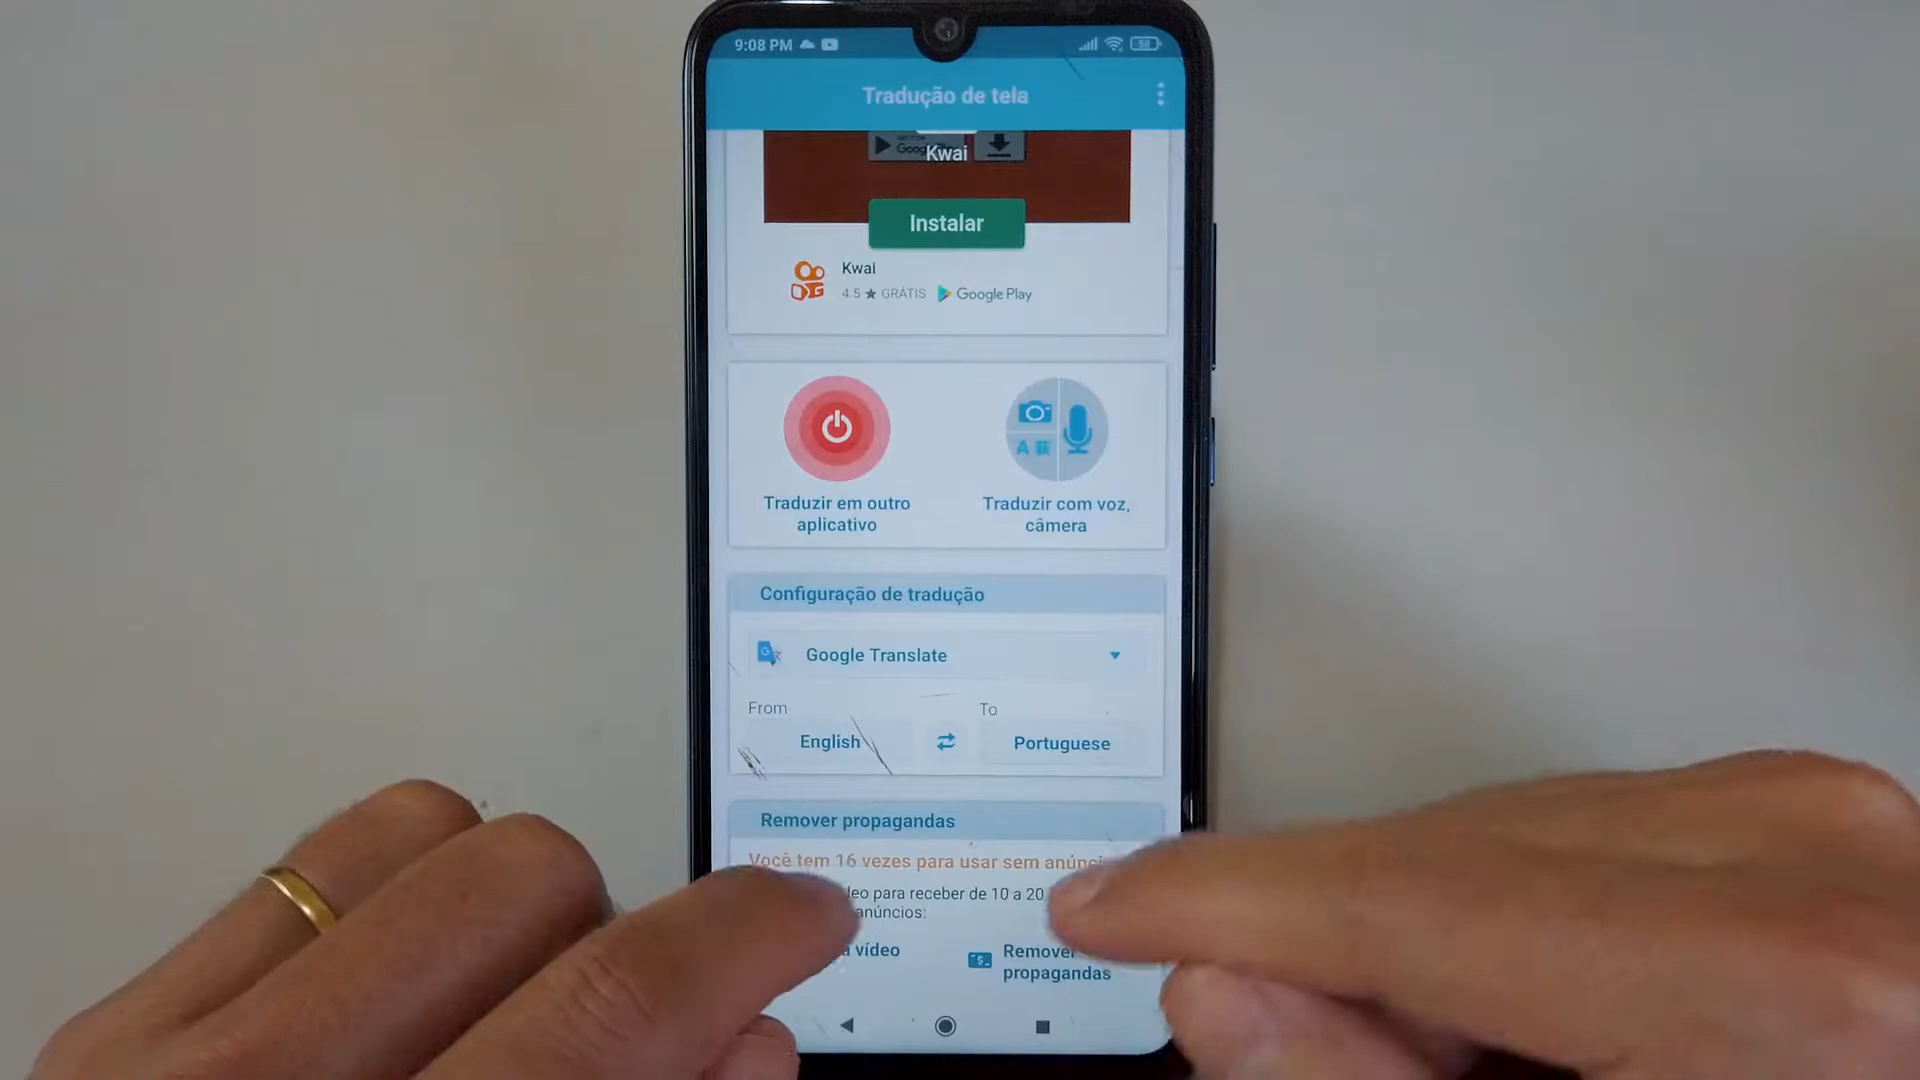 9:08 PM
58
Tradução de tela
Google
Kwai
Instalar
Kwai
4.5 ★ GRÁTIS Google Play
Traduzir em outro
aplicativo
Traduzir com voz,
câmera
Configuração de tradução
Google Translate
From
To
English
Portuguese
Remover propagandas
Você tem 16 vezes para usar sem
para receber de 10 a 20
anúncios:
vídeo
Remover
propagandas